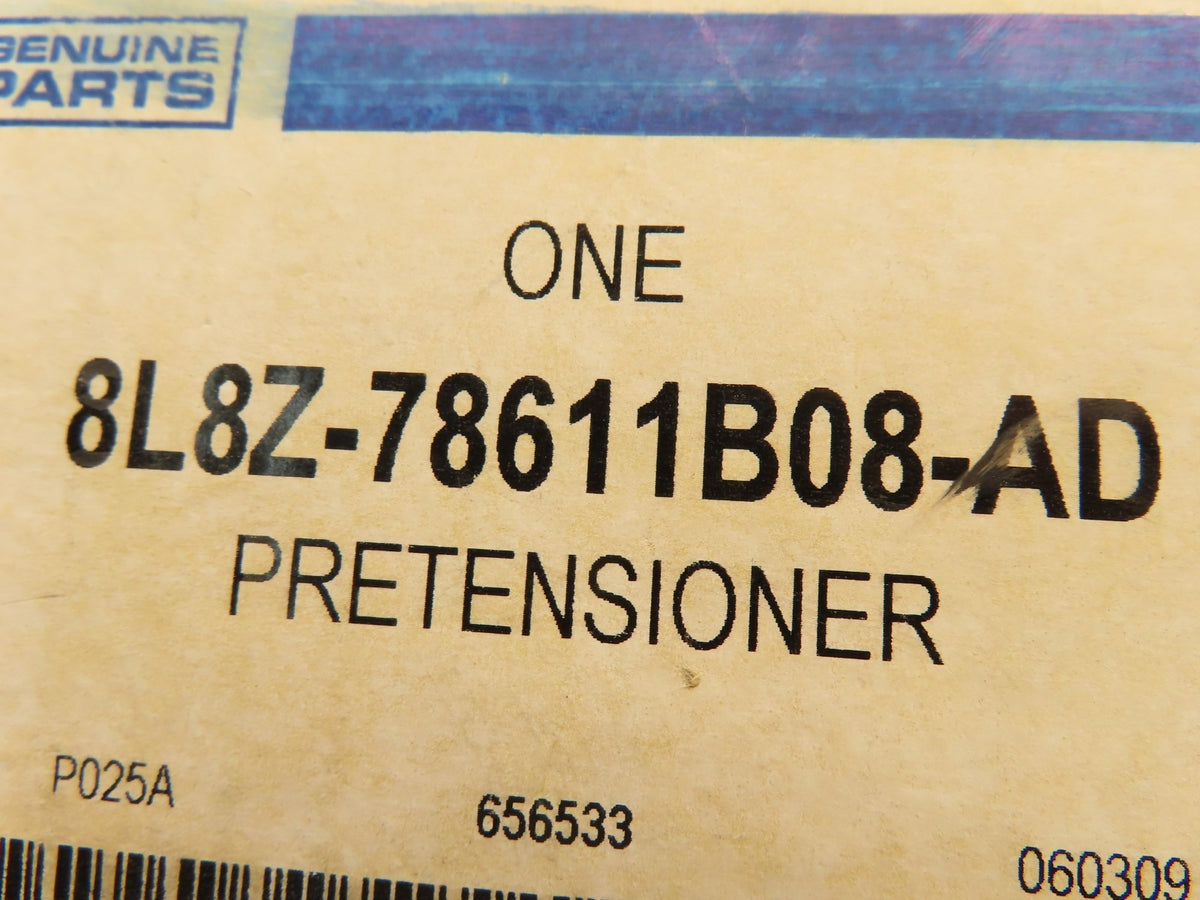 GENUINE
PARTS
ONE
8L8Z-78611B08-AD
PRETENSIONER
P025A
656533
060309